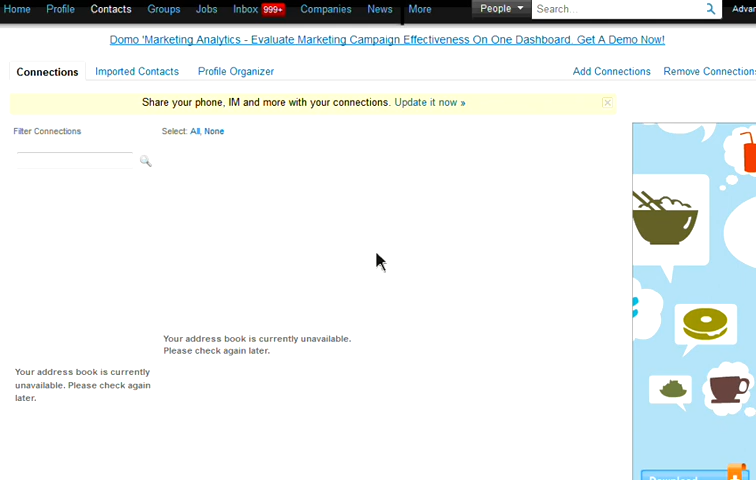 Home Profile Contacts Groups Jobs Inbox 999+ Companies News More People Search... Advan
Domo 'Marketing Analytics - Evaluate Marketing Campaign Effectiveness On One Dashboard. Get A Demo Now!
Connections Imported Contacts Profile Organizer Add Connections Remove Connections
Share your phone, IM and more with your connections. Update it now »
Filter Connections Select: All, None
Your address book is currently unavailable.
Please check again later.
Your address book is currently
unavailable. Please check again
later.
Download